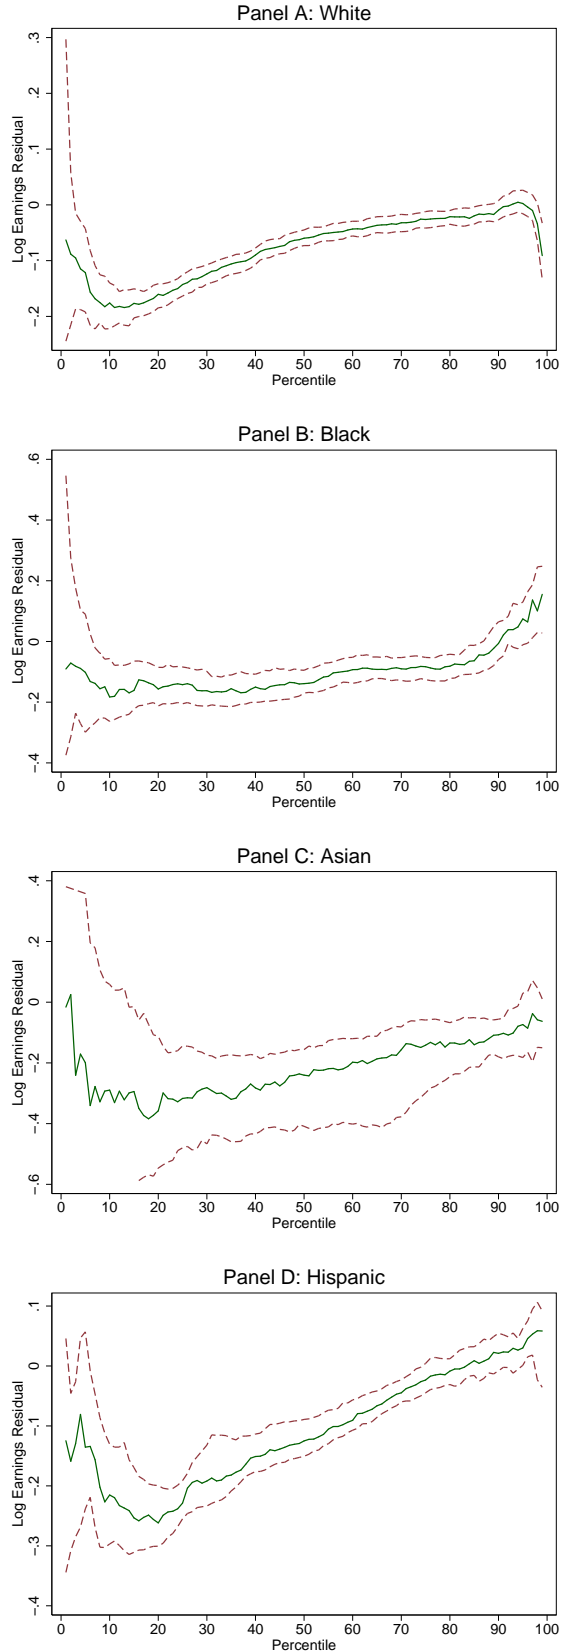 Panel A: White
.3
.2
.1
0
-.1
-.2
Log Earnings Residual
0 10 20 30 40 50 60 70 80 90 100
Percentile
Panel B: Black
.6
.4
.2
0
-.2
-.4
Log Earnings Residual
0 10 20 30 40 50 60 70 80 90 100
Percentile
Panel C: Asian
.4
.2
0
-.2
-.4
-.6
Log Earnings Residual
0 10 20 30 40 50 60 70 80 90 100
Percentile
Panel D: Hispanic
.1
0
-.1
-.2
-.3
-.4
Log Earnings Residual
0 10 20 30 40 50 60 70 80 90 100
Percentile